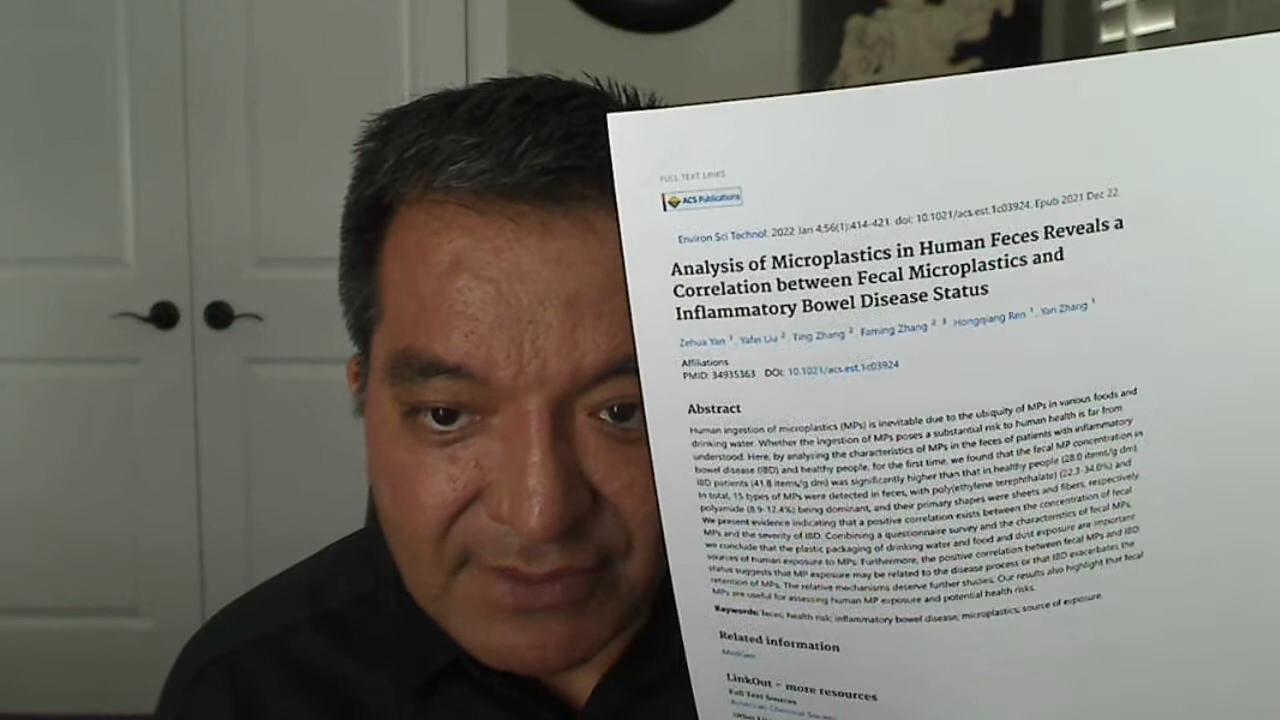 FULL TEXT LINKS
ACS Publications
Environ Sci Technol. 2022 Jan 4;56(1):414-421. doi: 10.1021/acs.est.1c03924. Epub 2021 Dec 22.
Analysis of Microplastics in Human Feces Reveals a
Correlation between Fecal Microplastics and
Inflammatory Bowel Disease Status
Zehua Yan 1, Yafei Liu 2, Ting Zhang 2, Faming Zhang 2 3, Hongqiang Ren 1, Yan Zhang 1
Affiliations
PMID: 34935363 DOI: 10.1021/acs.est.1c03924
Abstract
Human ingestion of microplastics (MPs) is inevitable due to the ubiquity of MPs in various foods and
drinking water. Whether the ingestion of MPs poses a substantial risk to human health is far from
understood. Here, by analyzing the characteristics of MPs in the feces of patients with inflammatory
bowel disease (IBD) and healthy people, for the first time, we found that the fecal MP concentration in
IBD patients (41.8 items/g dm) was significantly higher than that in healthy people (28.0 items/g dm).
In total, 15 types of MPs were detected in feces, with poly(ethylene terephthalate) (22.3-34.0%) and
polyamide (8.9-12.4%) being dominant, and their primary shapes were sheets and fibers, respectively.
We present evidence indicating that a positive correlation exists between the concentration of fecal
MPs and the severity of IBD. Combining a questionnaire survey and the characteristics of fecal MPs,
we conclude that the plastic packaging of drinking water and food and dust exposure are important
sources of human exposure to MPs. Furthermore, the positive correlation between fecal MPs and IBD
status suggests that MP exposure may be related to the disease process or that IBD exacerbates the
retention of MPs. The relative mechanisms deserve further studies. Our results also highlight that fecal
MPs are useful for assessing human MP exposure and potential health risks.
Keywords: feces; health risk; inflammatory bowel disease; microplastics; source of exposure.
Related information
MedGen
LinkOut - more resources
Full Text Sources
American Chemical Society